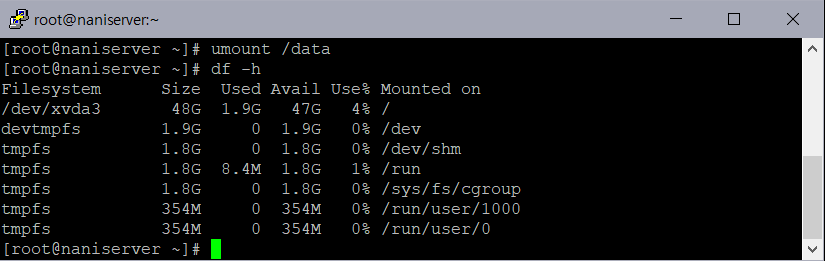 root@naniserver:~
[root@naniserver ~]# umount /data
[root@naniserver ~]# df -h
Filesystem      Size  Used Avail Use% Mounted on
/dev/xvda3       48G  1.9G   47G   4% /
devtmpfs        1.9G     0  1.9G   0% /dev
tmpfs           1.8G     0  1.8G   0% /dev/shm
tmpfs           1.8G  8.4M  1.8G   1% /run
tmpfs           1.8G     0  1.8G   0% /sys/fs/cgroup
tmpfs           354M     0  354M   0% /run/user/1000
tmpfs           354M     0  354M   0% /run/user/0
[root@naniserver ~]#